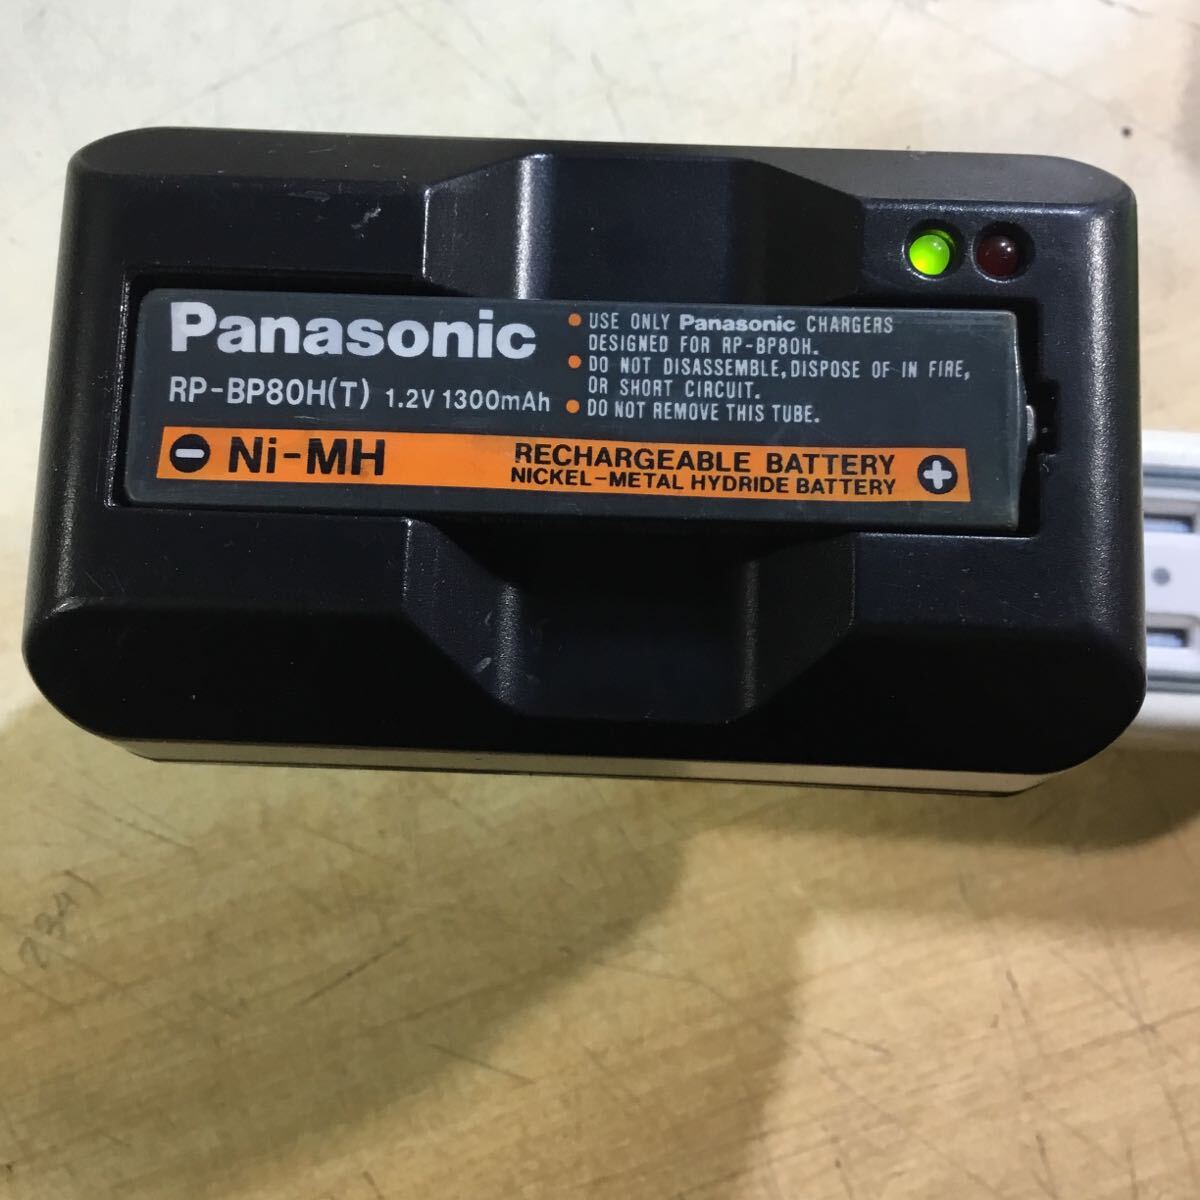 Panasonic
RP-BP80H(T) 1.2V 1300mAh
• USE ONLY Panasonic CHARGERS
DESIGNED FOR RP-BP80H.
• DO NOT DISASSEMBLE, DISPOSE OF IN FIRE,
OR SHORT CIRCUIT.
• DO NOT REMOVE THIS TUBE.
− Ni-MH
RECHARGEABLE BATTERY
NICKEL-METAL HYDRIDE BATTERY
+